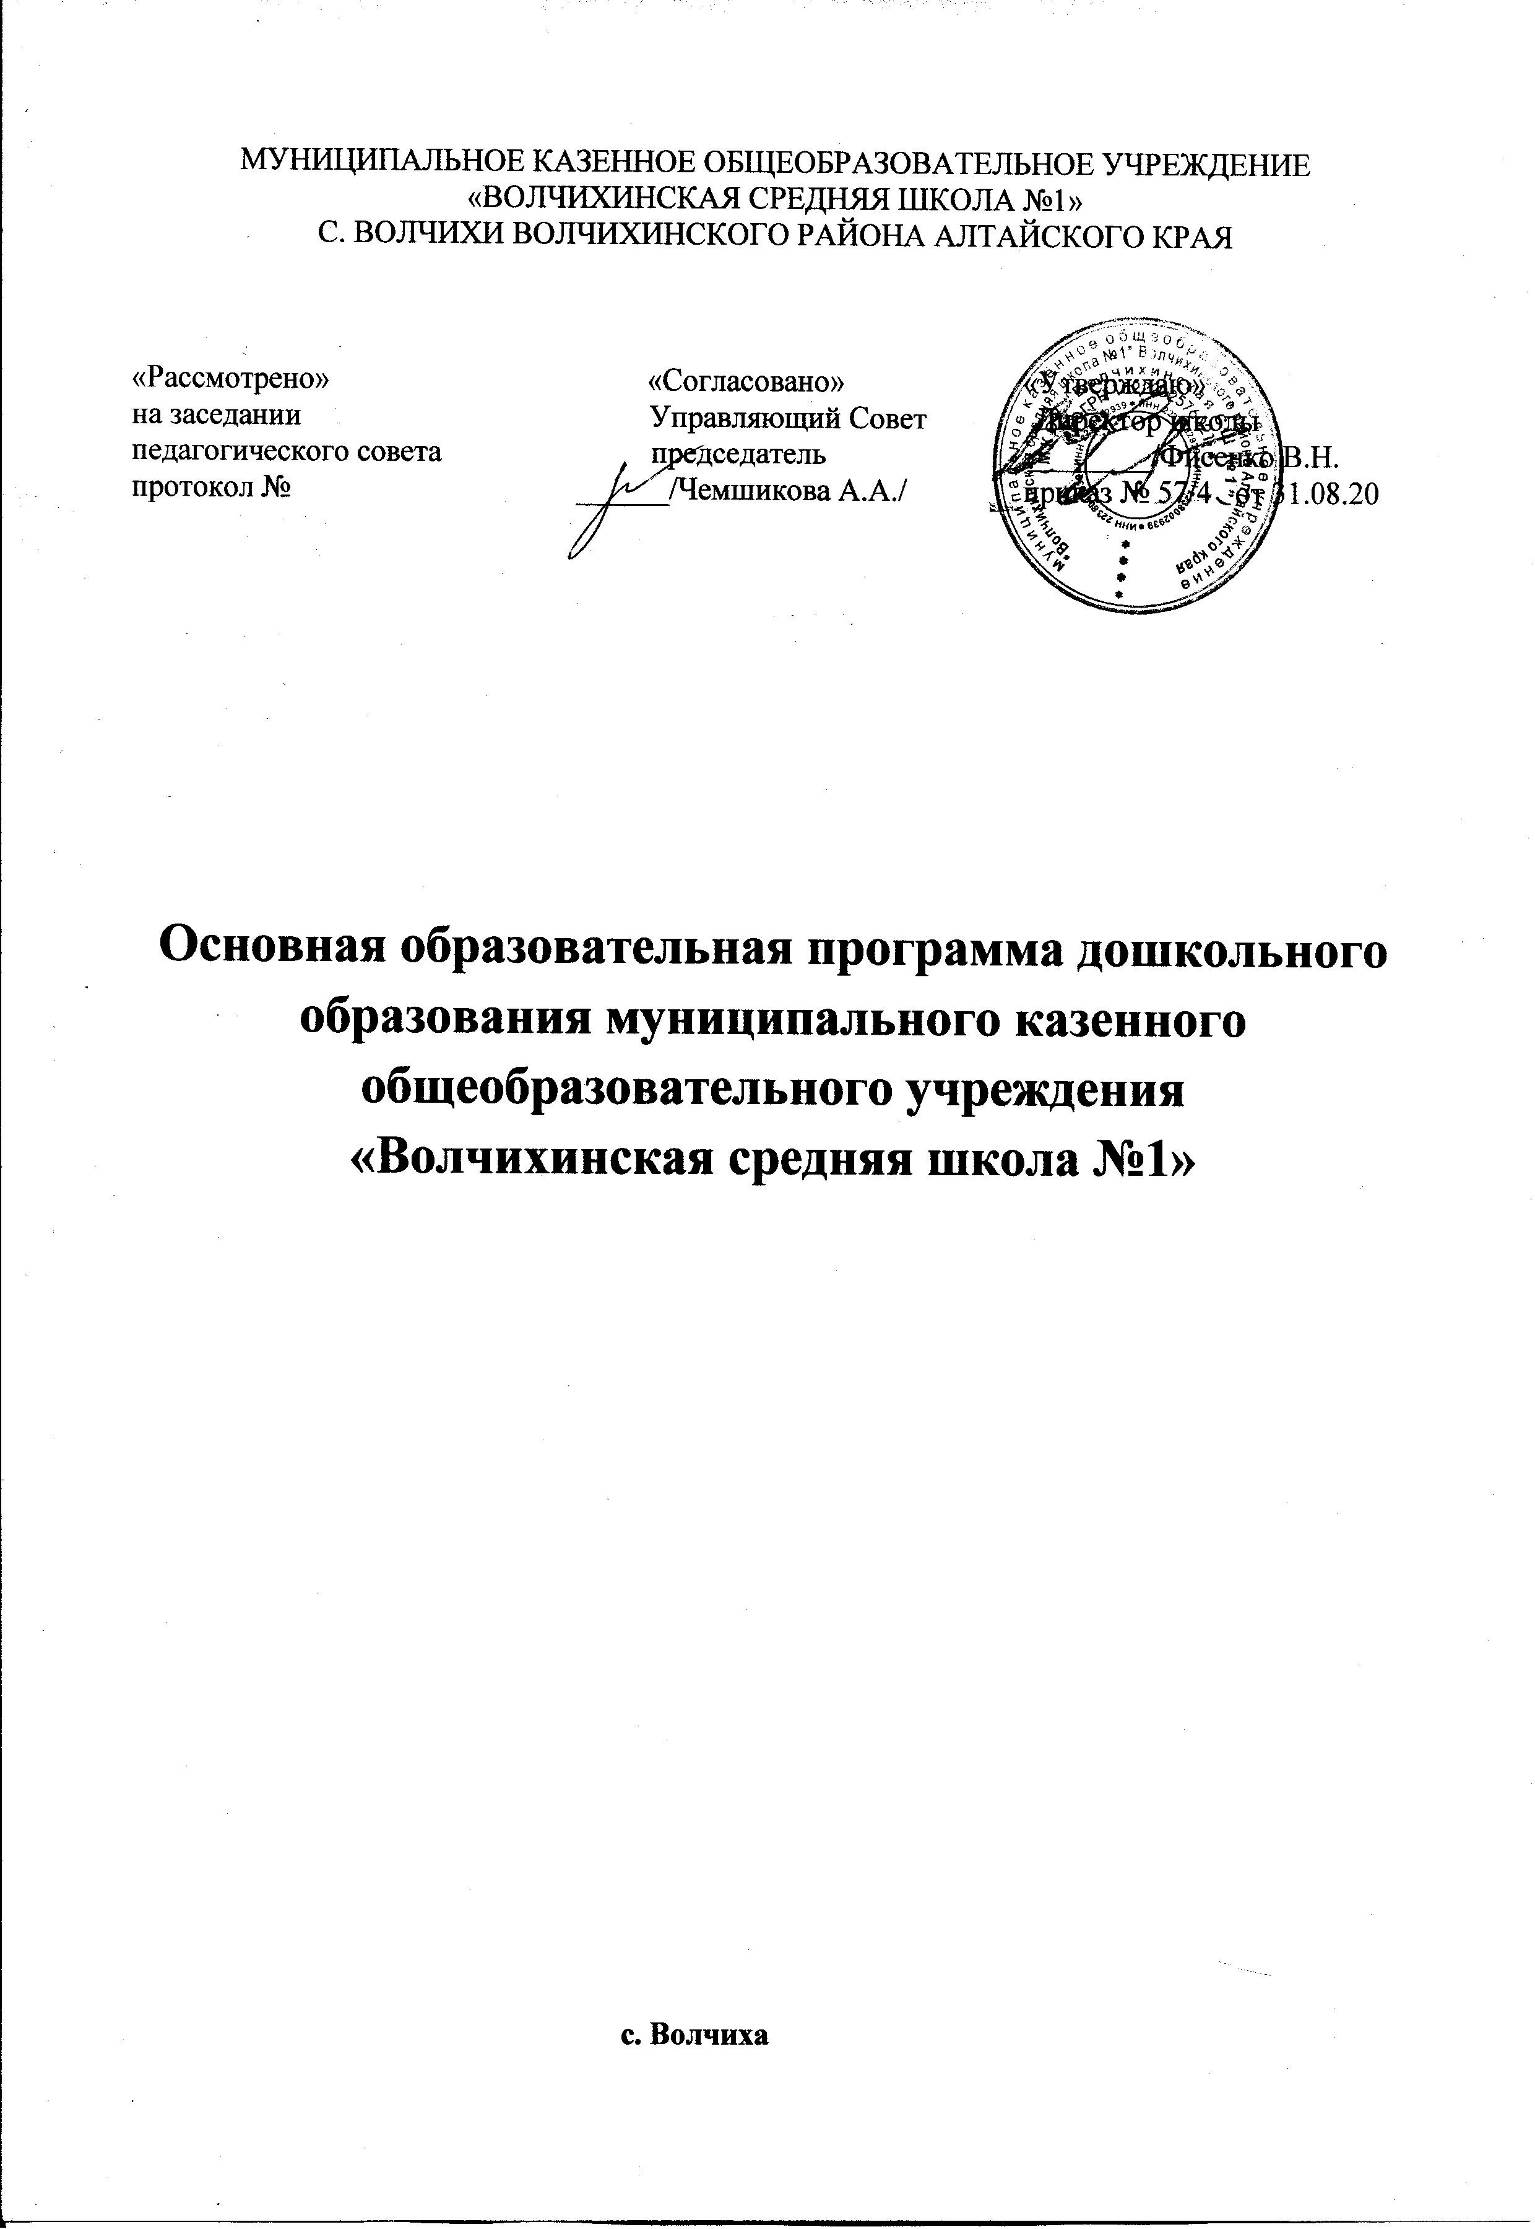 МУНИЦИПАЛЬНОЕ КАЗЕННОЕ ОБЩЕОБРАЗОВАТЕЛЬНОЕ УЧРЕЖДЕНИЕ
«ВОЛЧИХИНСКАЯ СРЕДНЯЯ ШКОЛА №1»
С. ВОЛЧИХИ ВОЛЧИХИНСКОГО РАЙОНА АЛТАЙСКОГО КРАЯ
«Рассмотрено»
на заседании
педагогического совета
протокол №
«Согласовано»
Управляющий Совет
председатель
/Чемшикова А.А./
«Утверждаю»
Директор школы
/Фисенко В.Н.
приказ № 57/4 от 31.08.20
Основная образовательная программа дошкольного
образования муниципального казенного
общеобразовательного учреждения
«Волчихинская средняя школа №1»
с. Волчиха